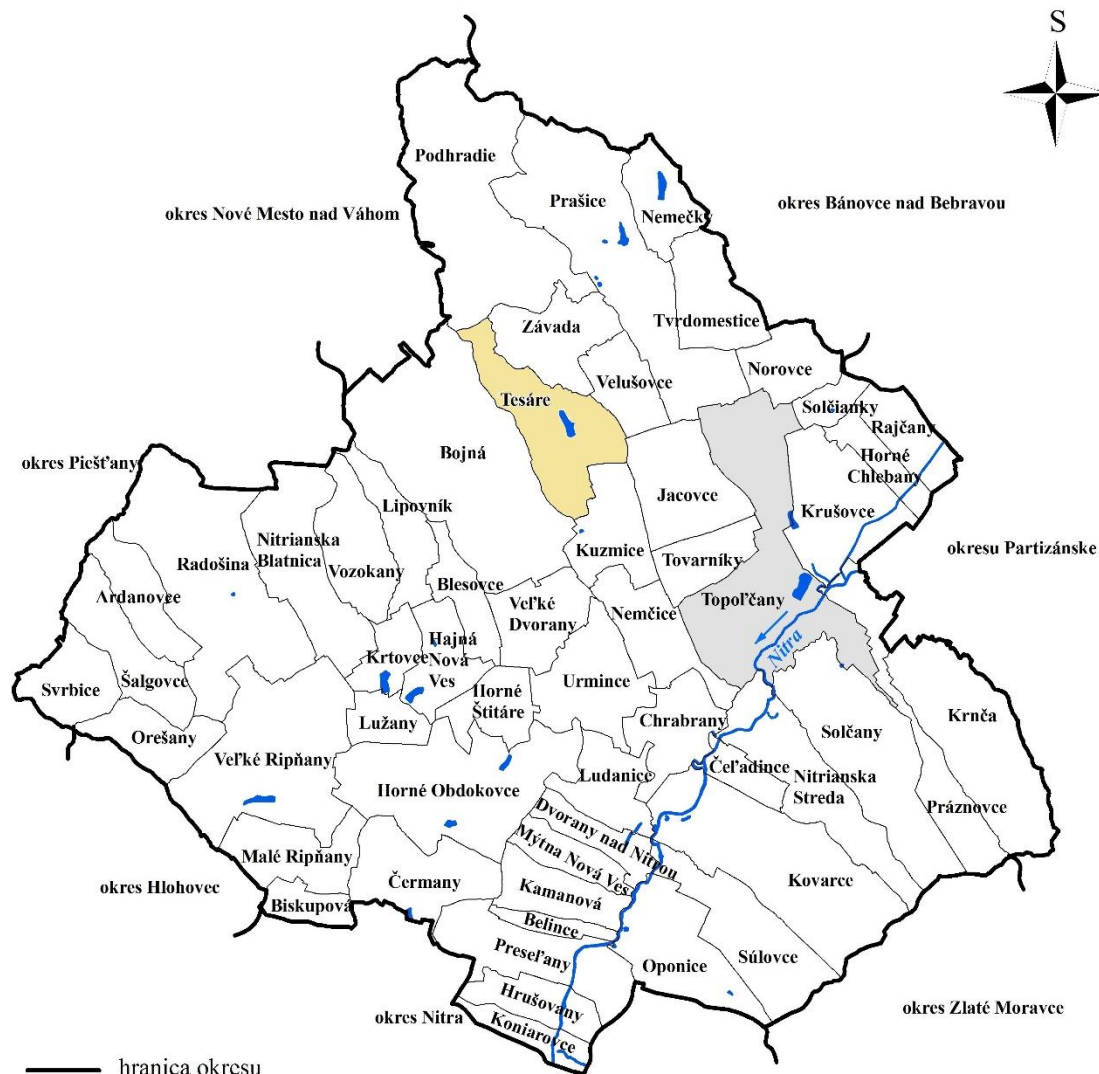 S
Podhradie
okres Nové Mesto nad Váhom
Prašice
Nemečky
okres Bánovce nad Bebravou
Závada
Tvrdomestice
Velušovce
Norovce
Tesáre
Solčianky
Rajčany
Horné
Chlebany
okres Piešťany
Bojná
Jacovce
Krušovce
Lipovník
Nitrianska
Blatnica
Radošina
Vozokany
Kuzmice
Tovarníky
okresu Partizánske
Ardanovce
Blesovce
Veľké
Dvorany
Nemčice
Topoľčany
Nitra
Hajná
Nová
Ves
Krtovce
Svrbice
Šalgovce
Horné
Štitáre
Urmince
Krnča
Lužany
Chrabrany
Solčany
Orešany
Veľké Ripňany
Čeľadince
Ludanice
Nitrianska
Streda
Horné Obdokovce
Práznovce
Dvorany nad Nitrou
Mýtna Nová Ves
Malé Ripňany
okres Hlohovec
Čermany
Kamanová
Kovarce
Biskupová
Belince
Preseľany
Oponice
Súlovce
Hrušovany
okres Nitra
Koniarovce
okres Zlaté Moravce
hranica okresu